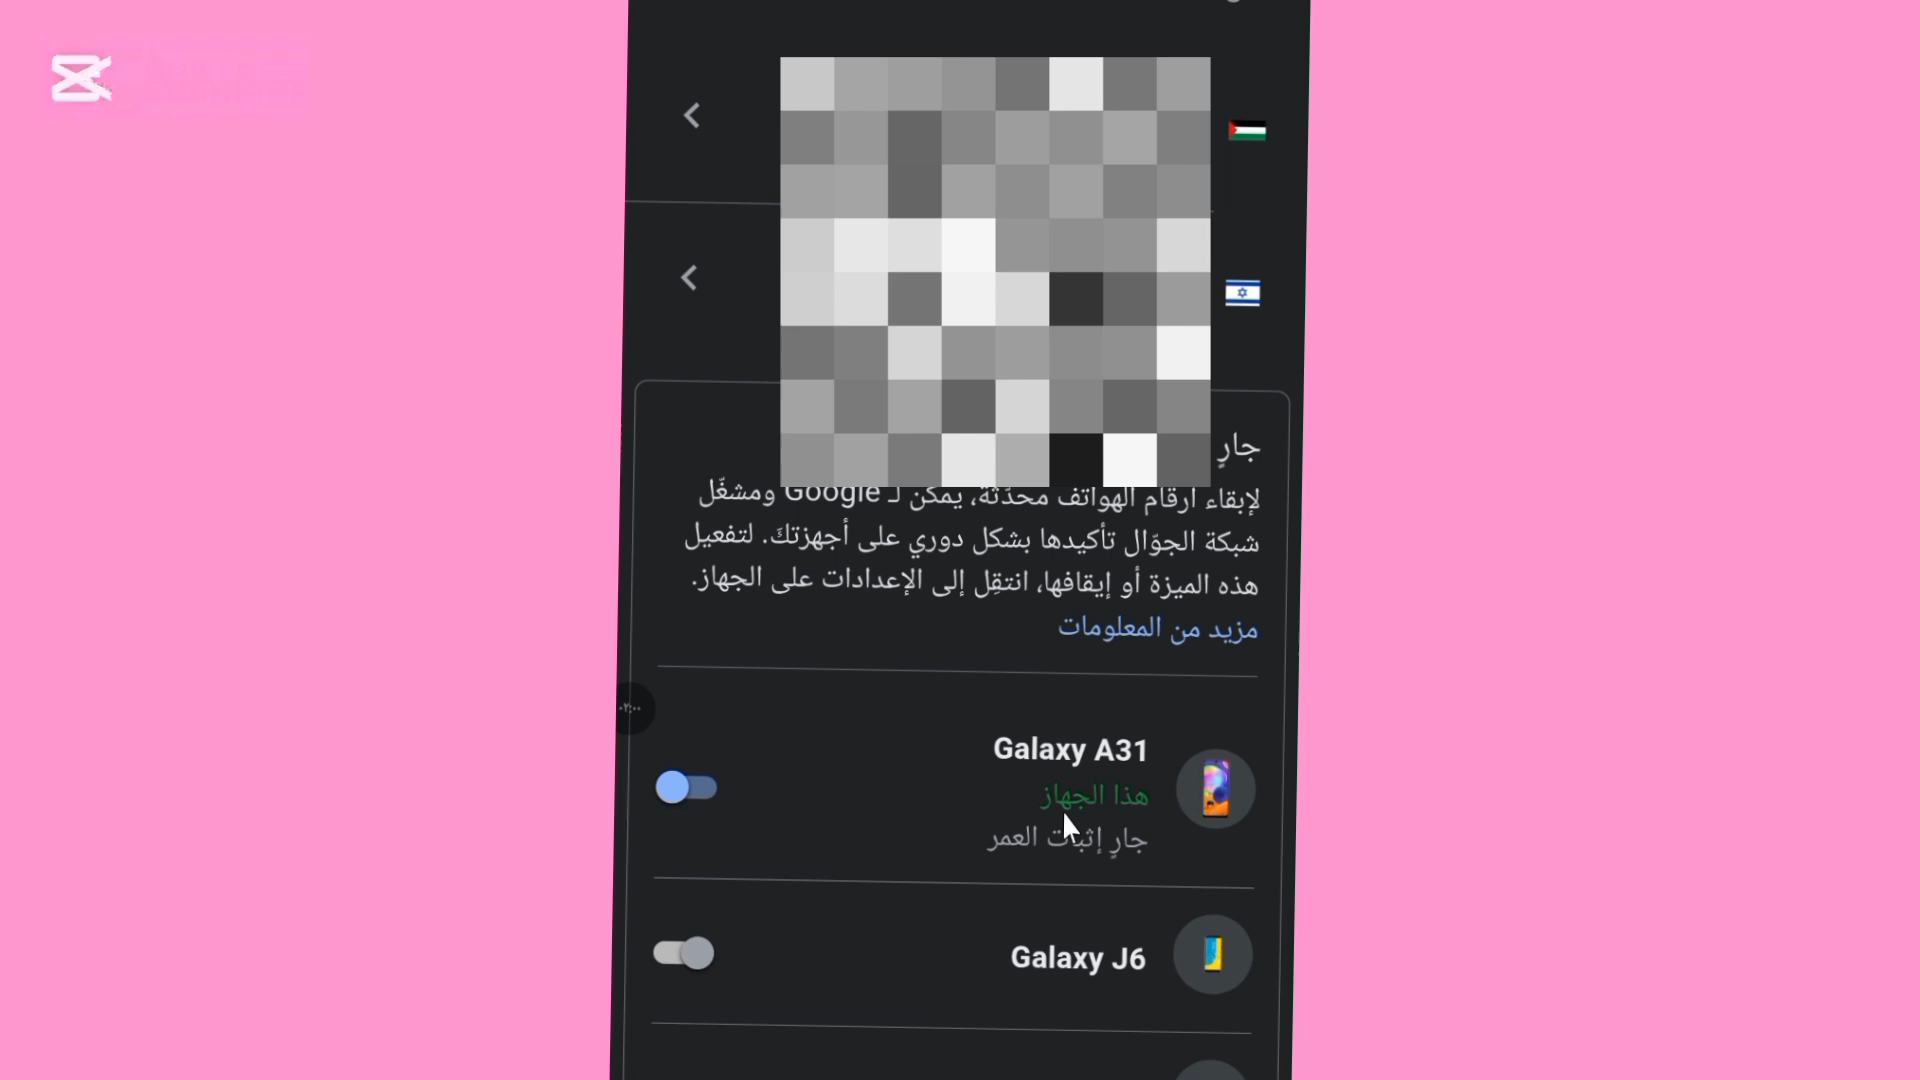 جارٍ
لإبقاء أرقام الهواتف محدّثة، يمكن لـ Google ومشغّل
شبكة الجوّال تأكيدها بشكل دوري على أجهزتكَ. لتفعيل
هذه الميزة أو إيقافها، انتقِل إلى الإعدادات على الجهاز.
مزيد من المعلومات
Galaxy A31
هذا الجهاز
جارٍ إثبات العمر
Galaxy J6